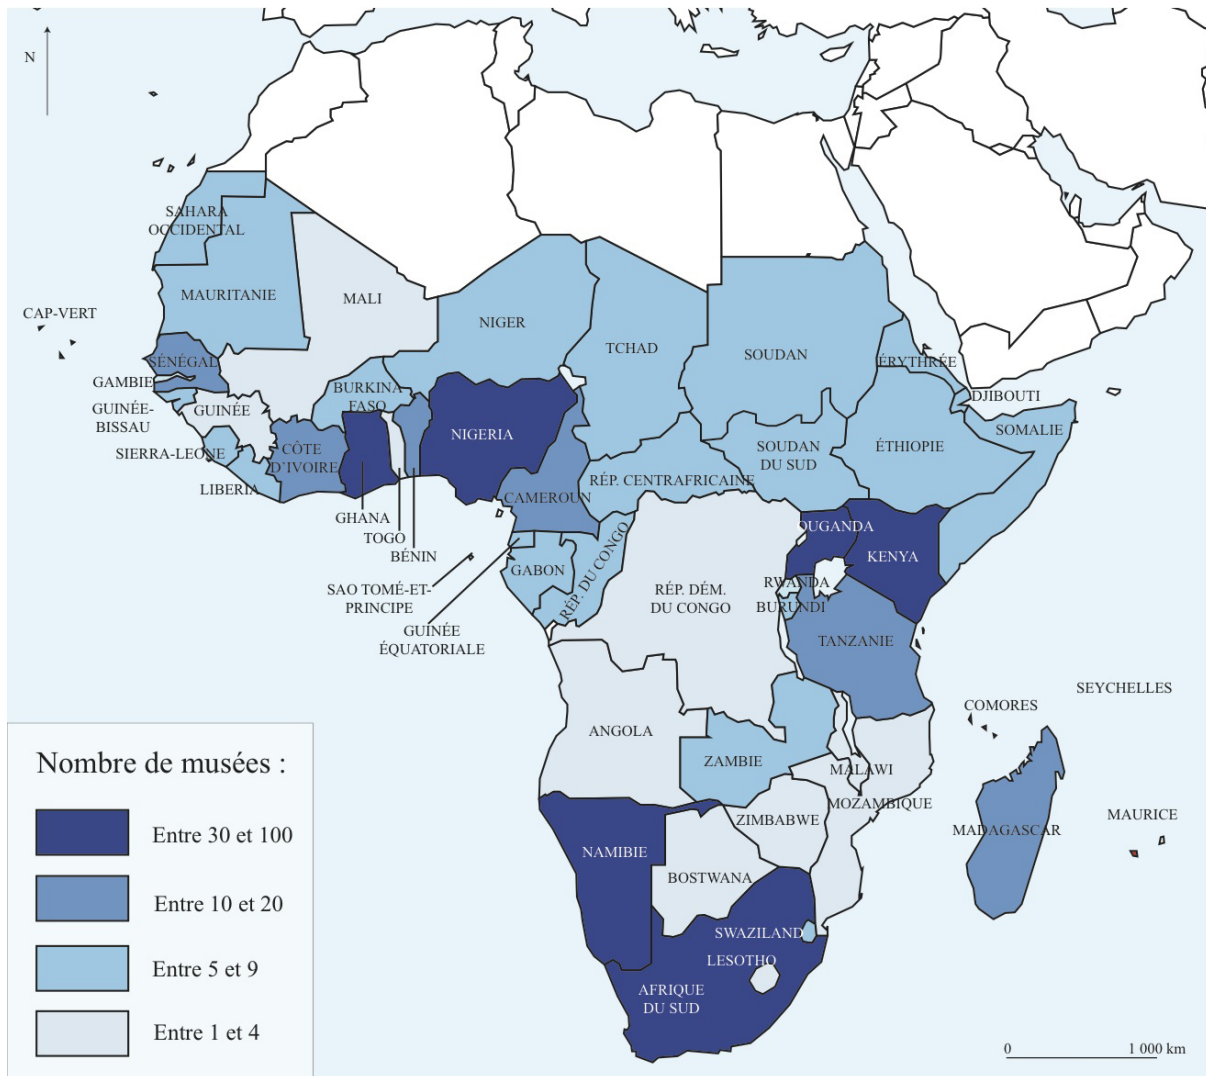 N
SAHARA
OCCIDENTAL
MAURITANIE
MALI
CAP-VERT
NIGER
TCHAD
SOUDAN
ÉRYTHRÉE
SÉNÉGAL
GAMBIE
BURKINA
FASO
DJIBOUTI
GUINÉE-
BISSAU
GUINÉE
NIGERIA
SOMALIE
CÔTE
D'IVOIRE
SOUDAN
DU SUD
ÉTHIOPIE
SIERRA-LEONE
LIBERIA
RÉP. CENTRAFRICAINE
CAMEROUN
GHANA
TOGO
BÉNIN
OUGANDA
KENYA
GABON
RÉP. DU CONGO
SAO TOMÉ-ET-
PRINCIPE
RÉP. DÉM.
DU CONGO
RWANDA
BURUNDI
GUINÉE
ÉQUATORIALE
TANZANIE
SEYCHELLES
COMORES
ANGOLA
ZAMBIE
MALAWI
MOZAMBIQUE
ZIMBABWE
MADAGASCAR
MAURICE
NAMIBIE
BOSTWANA
SWAZILAND
LESOTHO
AFRIQUE
DU SUD
Nombre de musées :
Entre 30 et 100
Entre 10 et 20
Entre 5 et 9
Entre 1 et 4
0 1 000 km